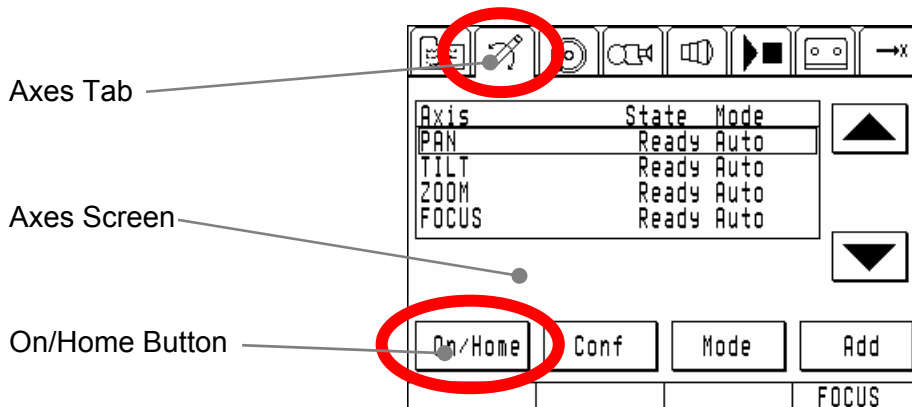 Axes Tab
Axes Screen
On/Home Button
→x
Axis State Mode
PAN Ready Auto
TILT Ready Auto
ZOOM Ready Auto
FOCUS Ready Auto
On/Home Conf Mode Add
FOCUS